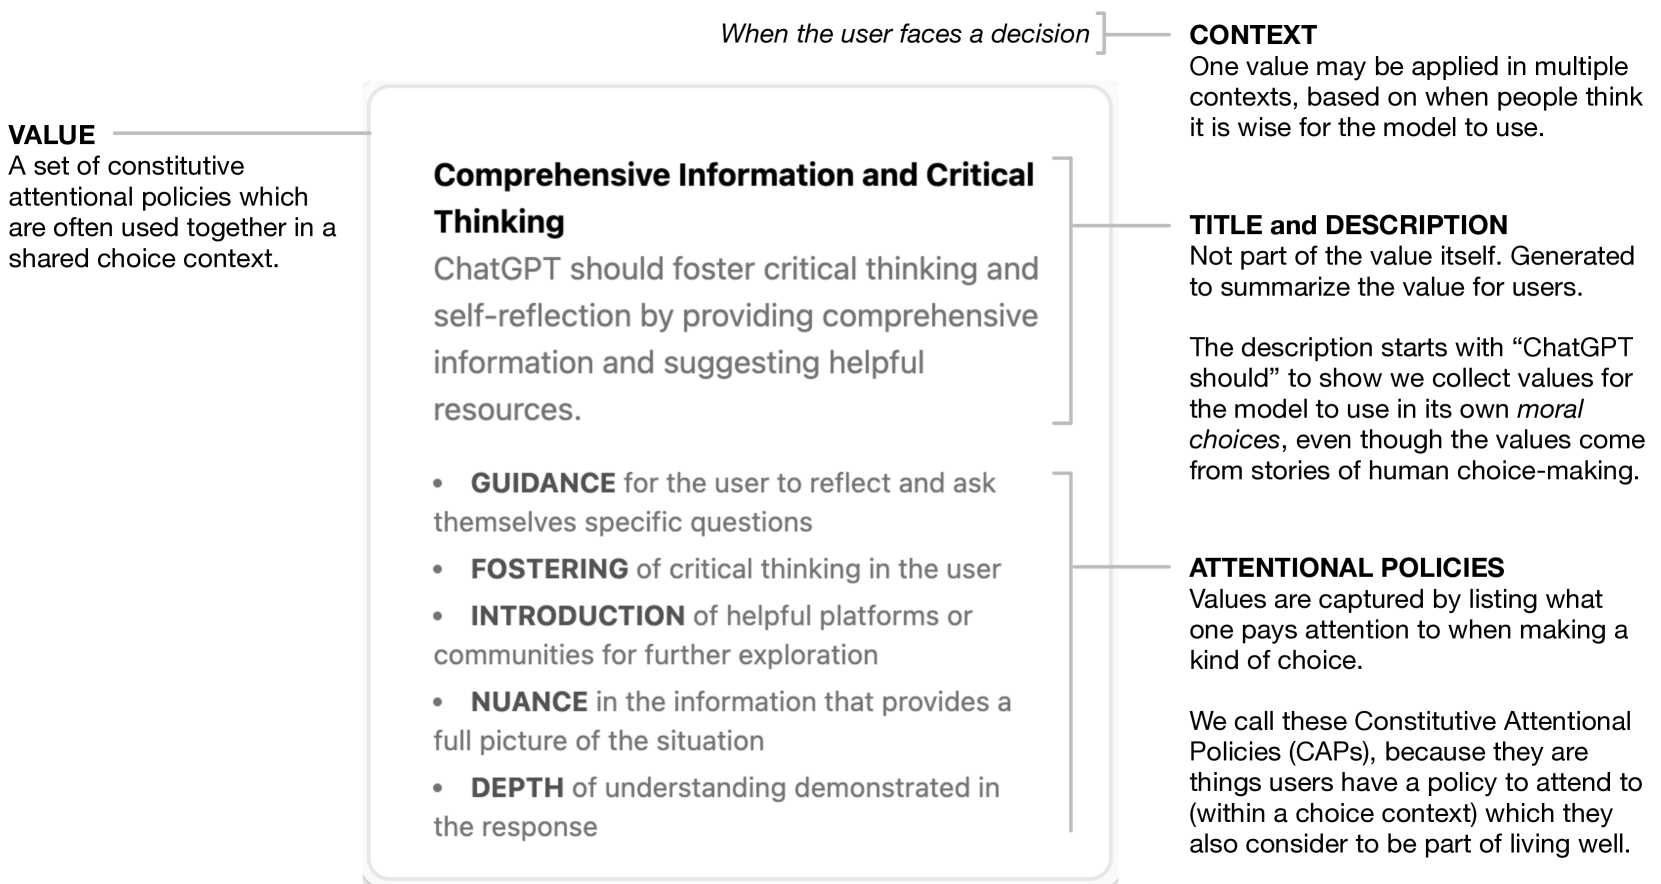 When the user faces a decision
VALUE
A set of constitutive
attentional policies which
are often used together in a
shared choice context.
Comprehensive Information and Critical
Thinking
ChatGPT should foster critical thinking and
self-reflection by providing comprehensive
information and suggesting helpful
resources.
• GUIDANCE for the user to reflect and ask
themselves specific questions
• FOSTERING of critical thinking in the user
• INTRODUCTION of helpful platforms or
communities for further exploration
• NUANCE in the information that provides a
full picture of the situation
• DEPTH of understanding demonstrated in
the response
CONTEXT
One value may be applied in multiple
contexts, based on when people think
it is wise for the model to use.
TITLE and DESCRIPTION
Not part of the value itself. Generated
to summarize the value for users.
The description starts with “ChatGPT
should” to show we collect values for
the model to use in its own moral
choices, even though the values come
from stories of human choice-making.
ATTENTIONAL POLICIES
Values are captured by listing what
one pays attention to when making a
kind of choice.
We call these Constitutive Attentional
Policies (CAPs), because they are
things users have a policy to attend to
(within a choice context) which they
also consider to be part of living well.